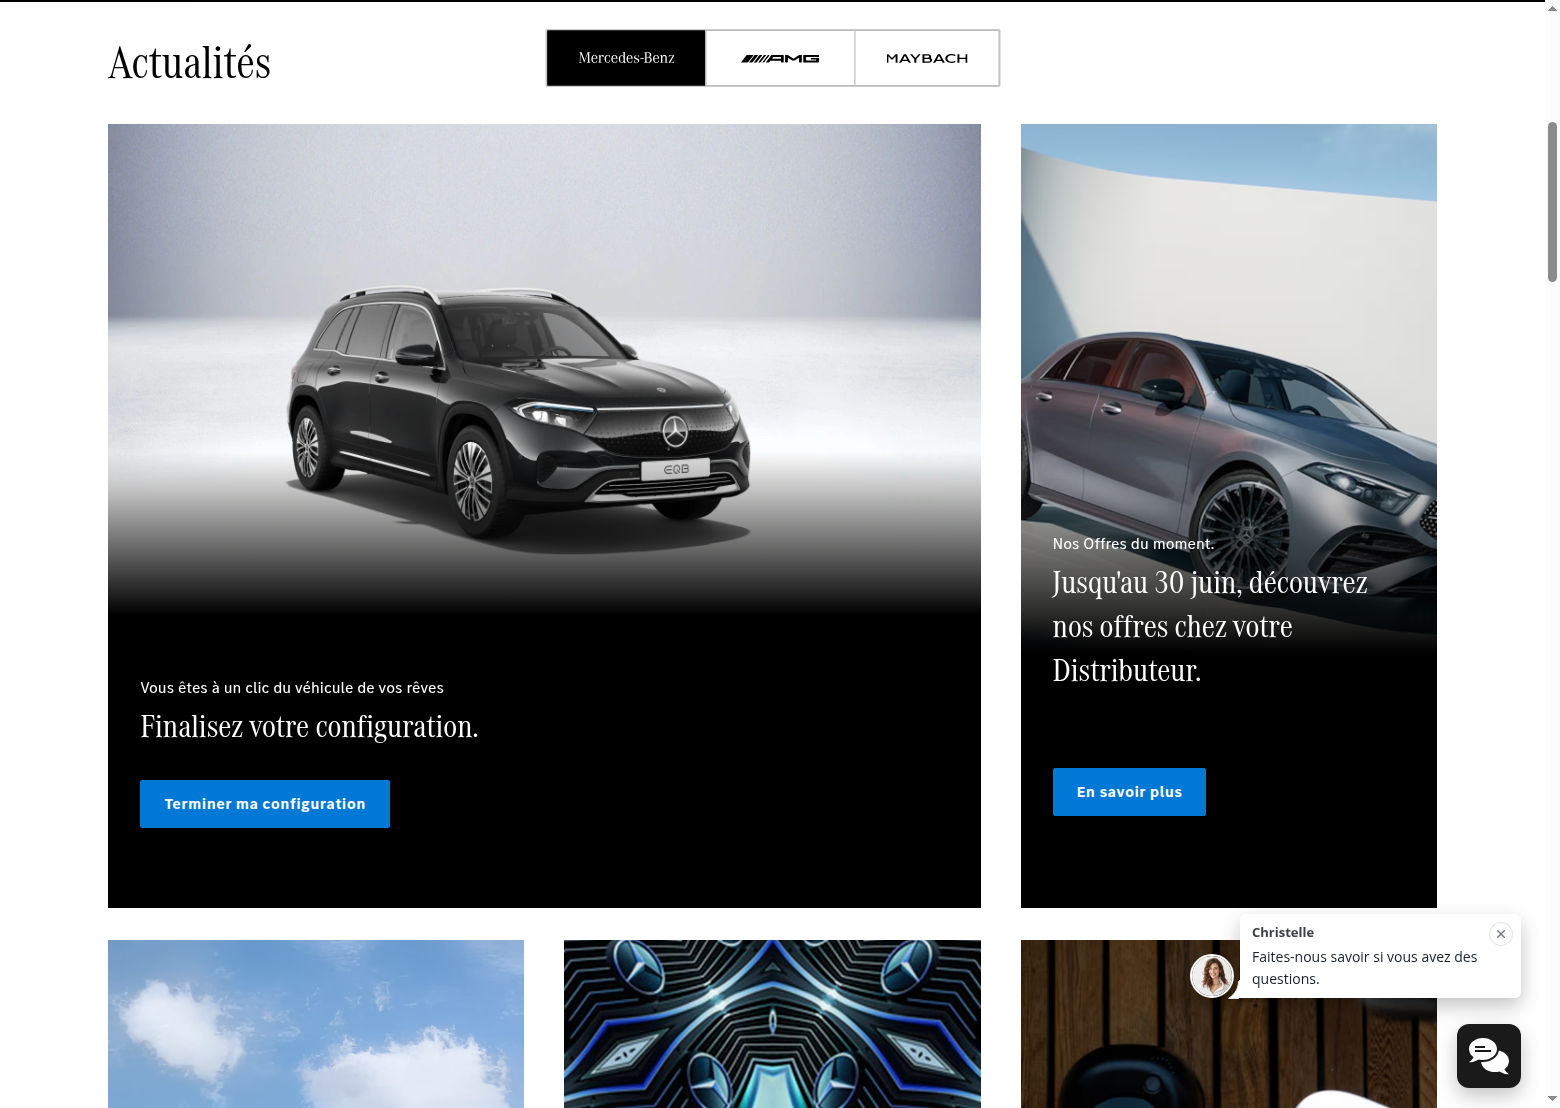 Actualités
Mercedes-Benz
AMG
MAYBACH
EQB
Vous êtes à un clic du véhicule de vos rêves
Finalisez votre configuration.
Terminer ma configuration
Nos Offres du moment.
Jusqu'au 30 juin, découvrez
nos offres chez votre
Distributeur.
En savoir plus
Christelle
Faites-nous savoir si vous avez des
questions.